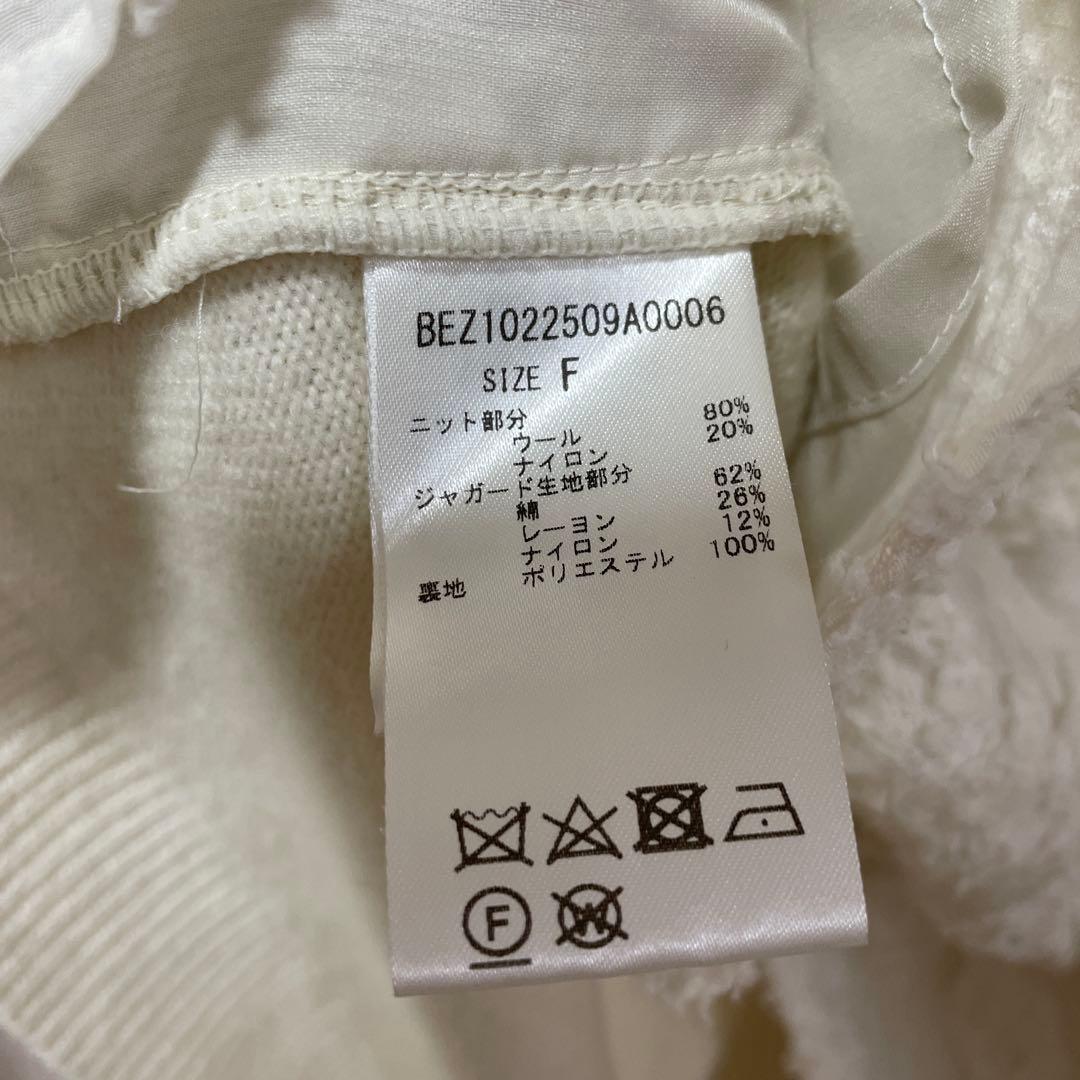 BEZ1022509A0006
SIZE F
ニット部分
ウール 80%
ナイロン 20%
ジャガード生地部分
綿 62%
レーヨン 26%
ナイロン 12%
裏地 ポリエステル 100%
F
W